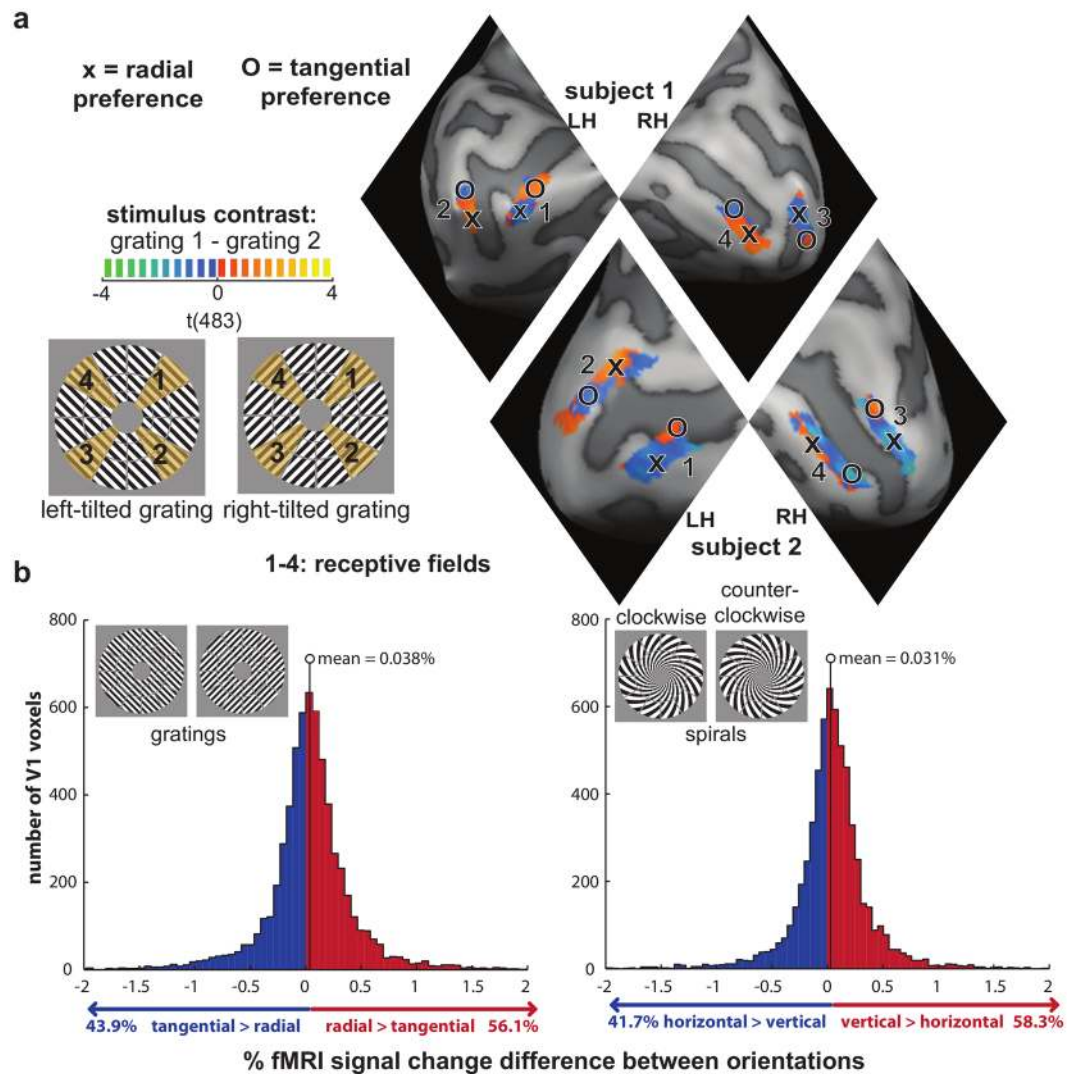 a
x = radial
preference
O = tangential
preference
subject 1
LH RH
O
2 x
O
x 1
O
4 x
x 3
O
stimulus contrast:
grating 1 - grating 2
-4 0 4
t(483)
4 1
3 2
4 1
3 2
left-tilted grating right-tilted grating
2 x
O
O
x 1
O 3
x
x
4 O
LH RH
subject 2
1-4: receptive fields
b
number of V1 voxels
800
600
400
200
0
gratings
mean = 0.038%
-2 -1.5 -1 -0.5 0 0.5 1 1.5 2
43.9% tangential > radial radial > tangential 56.1%
800
600
400
200
0
clockwise
counter-
clockwise
spirals
mean = 0.031%
-2 -1.5 -1 -0.5 0 0.5 1 1.5 2
41.7% horizontal > vertical vertical > horizontal 58.3%
% fMRI signal change difference between orientations